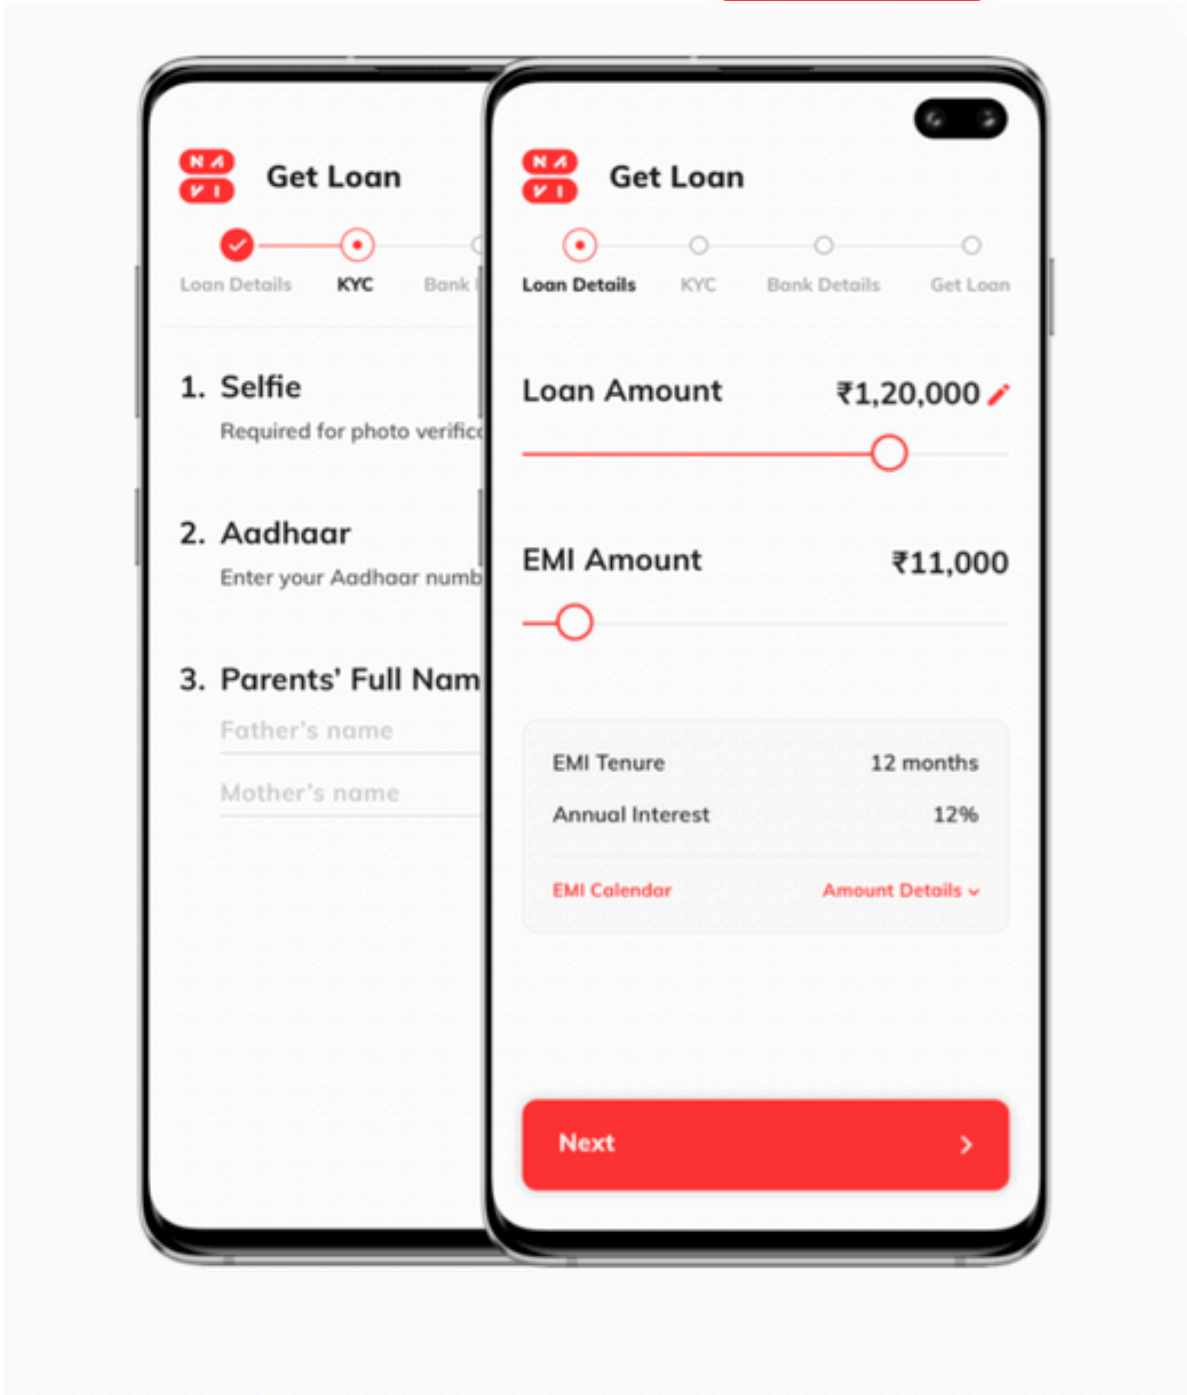 NA
VI
Get Loan
Loan Details KYC Bank
1. Selfie
Required for photo verific
2. Aadhaar
Enter your Aadhaar numb
3. Parents’ Full Nam
Father’s name
Mother’s name
NA
VI
Get Loan
Loan Details KYC Bank Details Get Loan
Loan Amount ₹1,20,000
EMI Amount ₹11,000
EMI Tenure 12 months
Annual Interest 12%
EMI Calendar Amount Details
Next